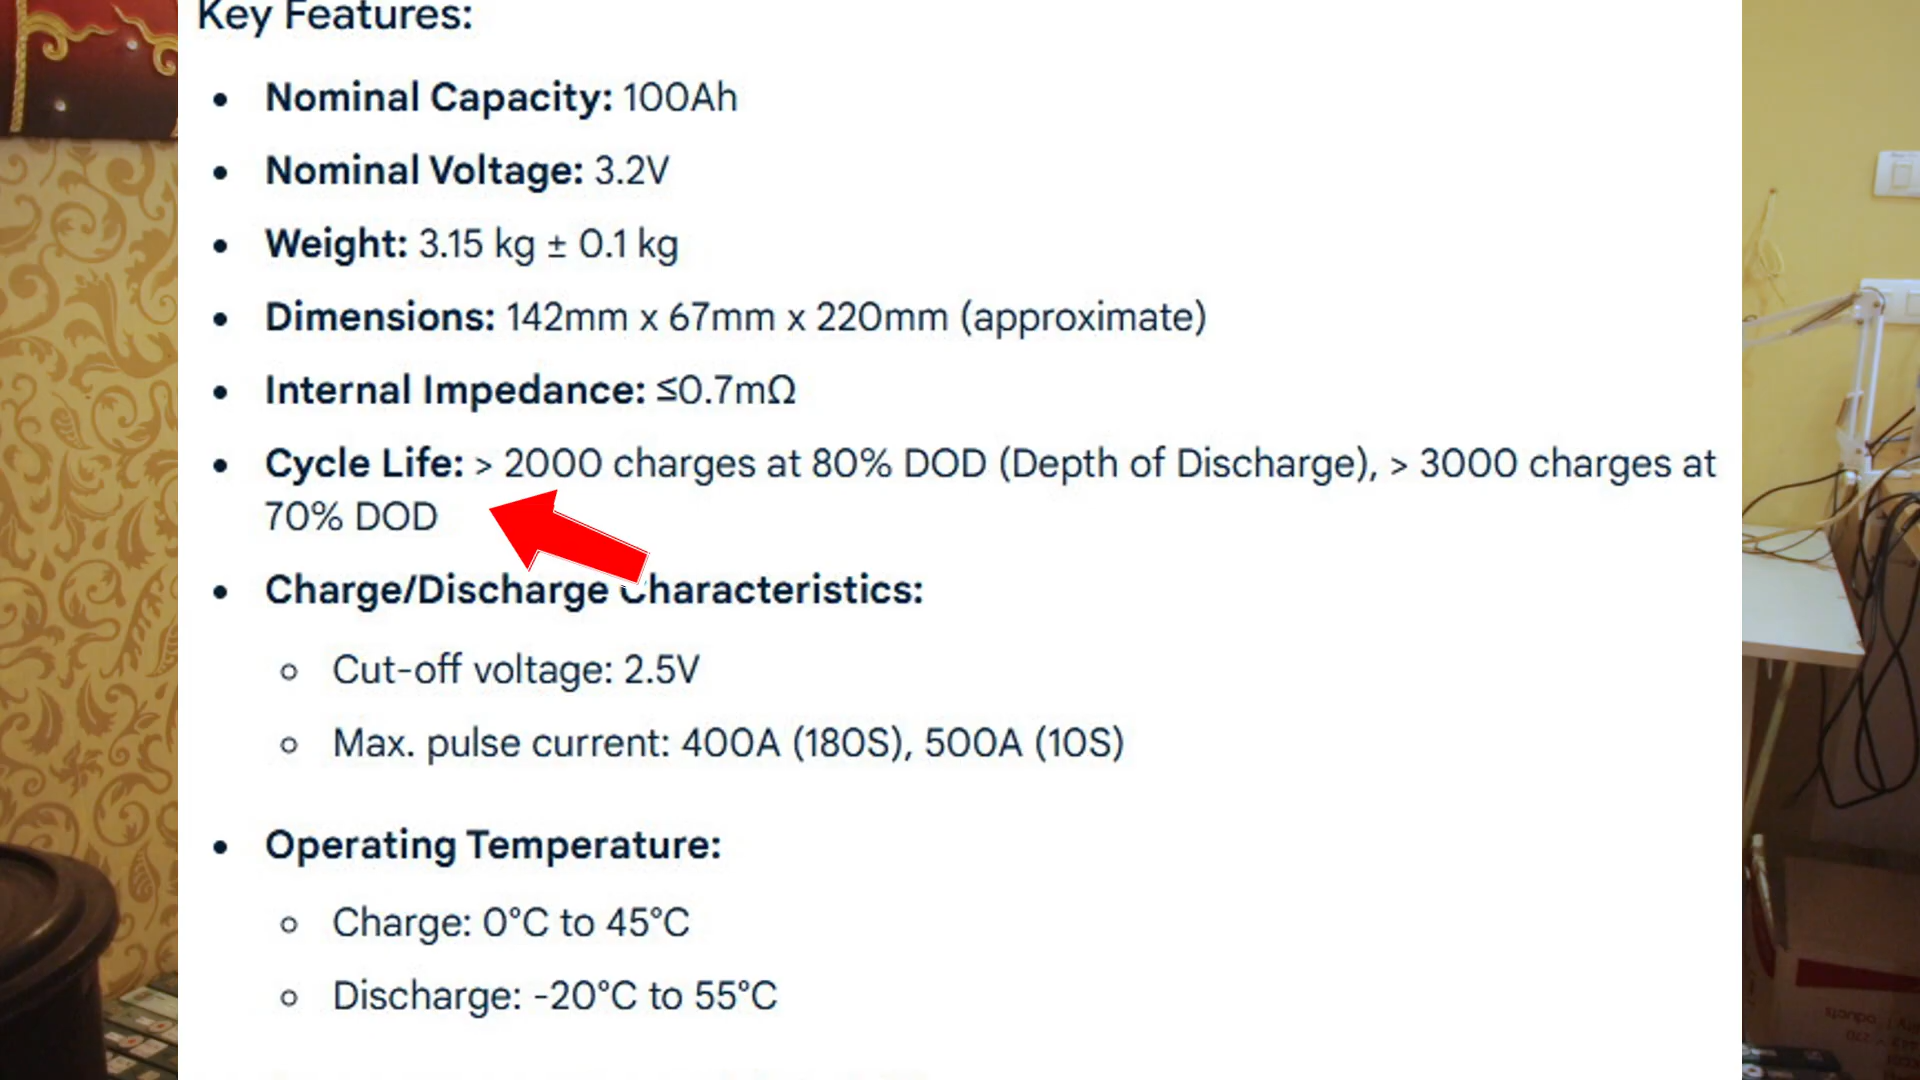 Key Features:
• Nominal Capacity: 100Ah
• Nominal Voltage: 3.2V
• Weight: 3.15 kg ± 0.1 kg
• Dimensions: 142mm x 67mm x 220mm (approximate)
• Internal Impedance: ≤0.7mΩ
• Cycle Life: > 2000 charges at 80% DOD (Depth of Discharge), > 3000 charges at
70% DOD
• Charge/Discharge Characteristics:
○ Cut-off voltage: 2.5V
○ Max. pulse current: 400A (180S), 500A (10S)
• Operating Temperature:
○ Charge: 0°C to 45°C
○ Discharge: -20°C to 55°C